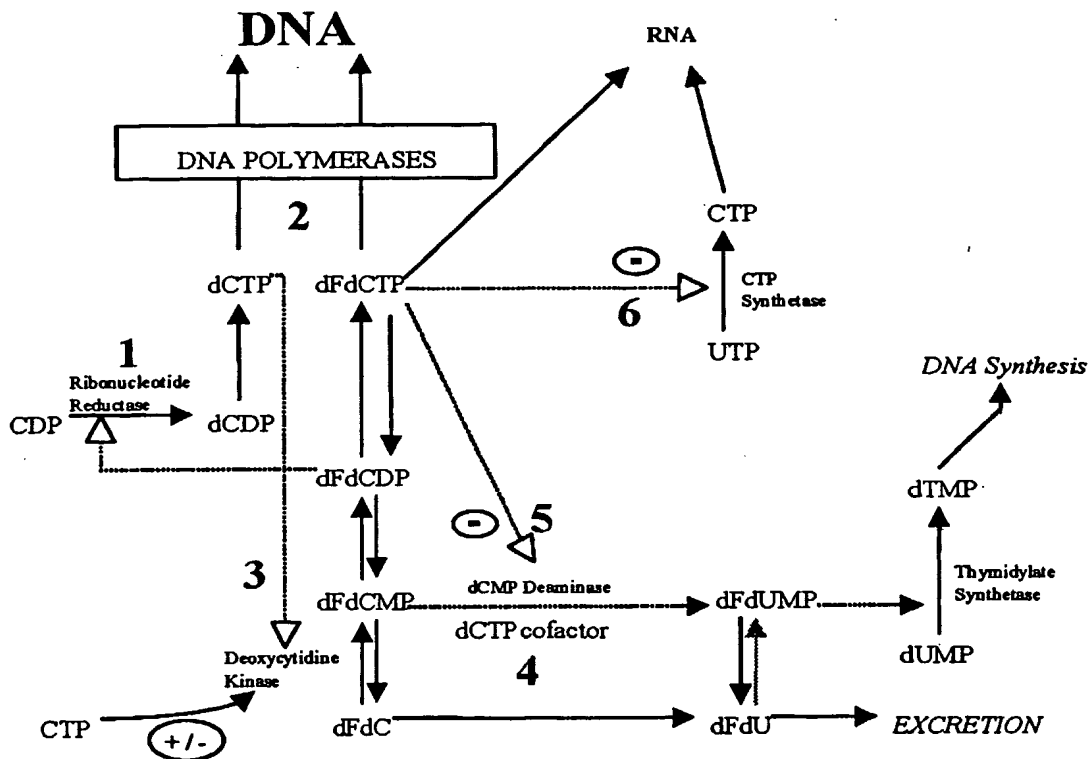 DNA
RNA
DNA POLYMERASES
2
CTP
dCTP
dFdCTP
-
6
CTP
Synthetase
UTP
1
Ribonucleotide
Reductase
CDP
dCDP
DNA Synthesis
dFdCDP
dTMP
-
5
3
dCMP Deaminase
dFdCMP
dFdUMP
Thymidylate
Synthetase
dCTP cofactor
4
dUMP
Deoxycytidine
Kinase
CTP
+/-
dFdC
dFdU
EXCRETION